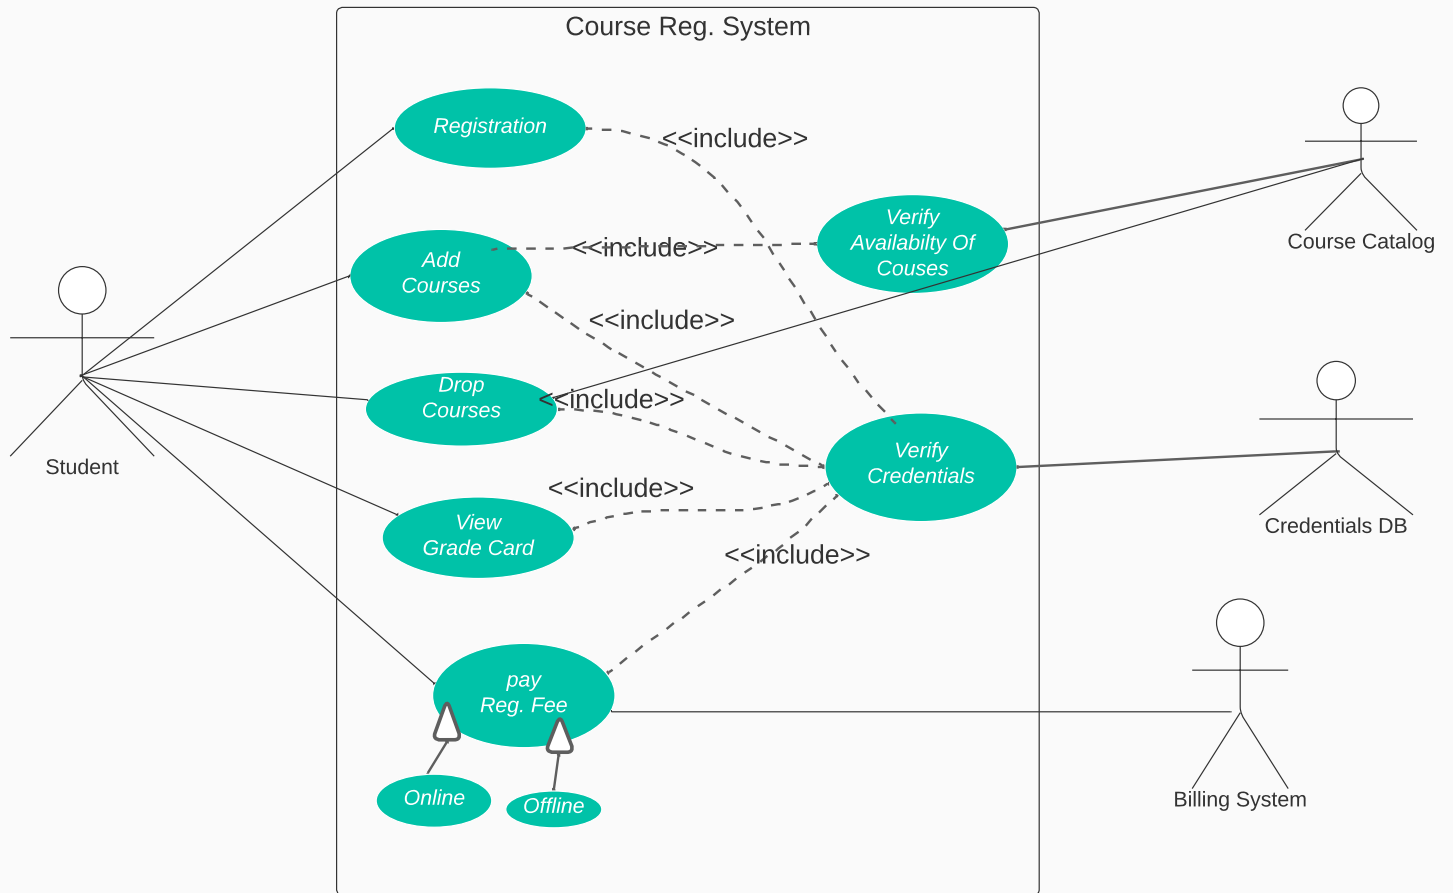 Course Reg. System
Registration
<<include>>
Verify
Availabilty Of
Couses
Course Catalog
Add
Courses
<<include>>
<<include>>
Drop
Courses
<<include>>
Student
Verify
Credentials
Credentials DB
<<include>>
View
Grade Card
<<include>>
pay
Reg. Fee
Online
Offline
Billing System